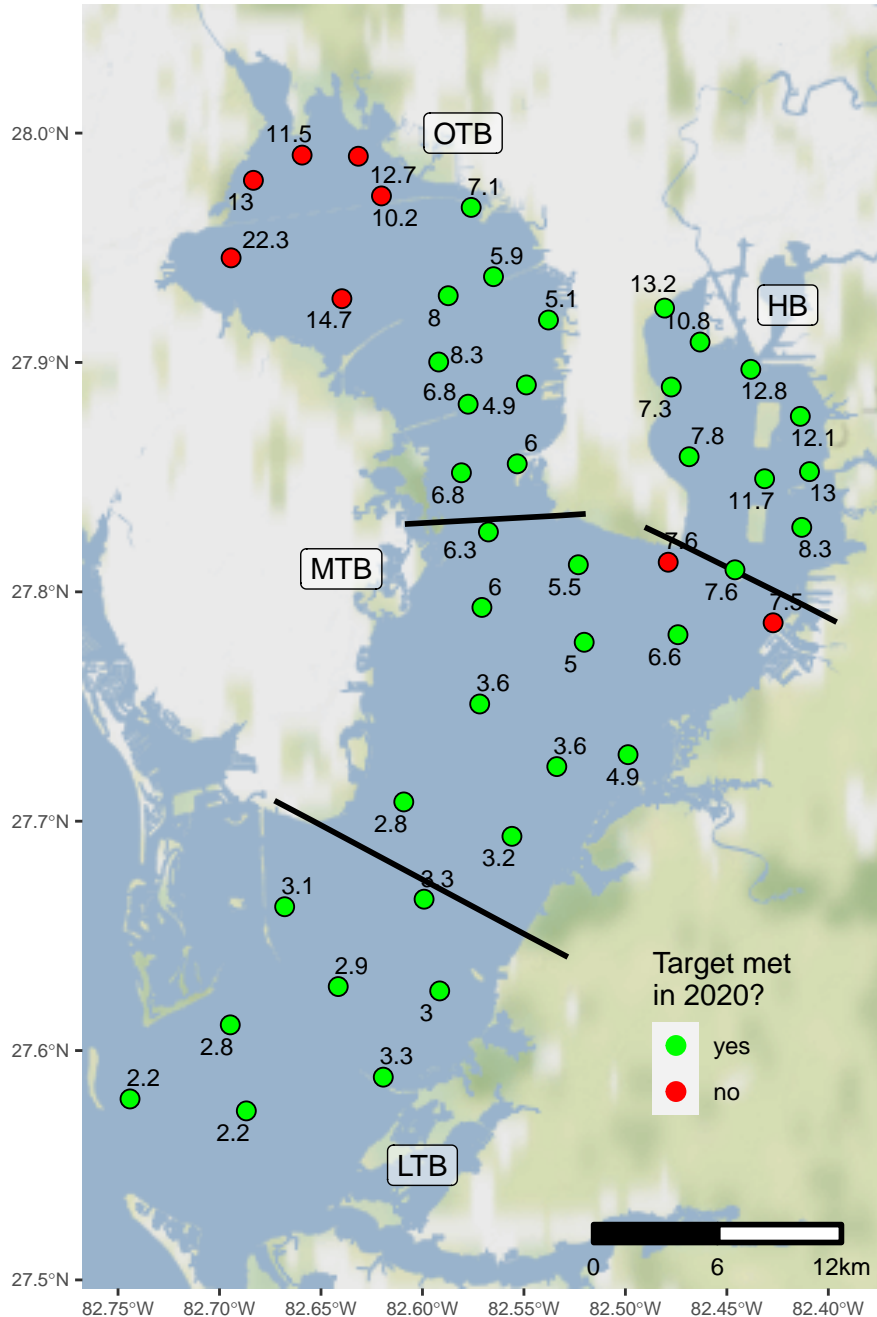 28.0°N
27.9°N
27.8°N
27.7°N
27.6°N
27.5°N
OTB
11.5
12.7
13
10.2
7.1
22.3
5.9
14.7
8
5.1
8.3
6.8
4.9
6
6.8
HB
13.2
10.8
12.8
7.3
12.1
7.8
11.7
13
8.3
MTB
6.3
5.5
7.6
7.6
7.5
6
5
6.6
3.6
3.6
4.9
2.8
3.2
3.1
3.3
2.9
3
2.8
3.3
2.2
2.2
LTB
Target met
in 2020?
yes
no
0 6 12km
82.75°W 82.70°W 82.65°W 82.60°W 82.55°W 82.50°W 82.45°W 82.40°W